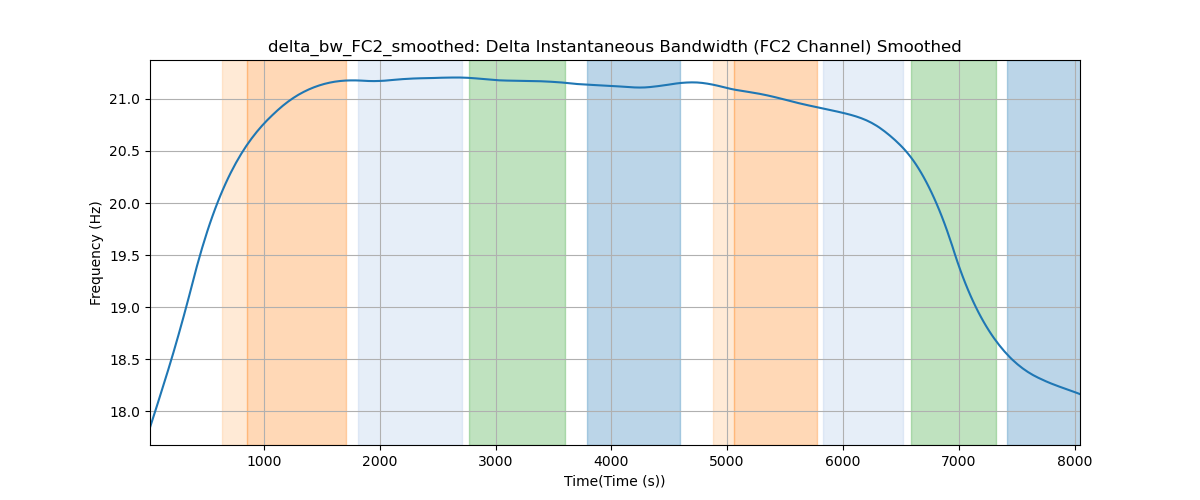 delta_bw_FC2_smoothed: Delta Instantaneous Bandwidth (FC2 Channel) Smoothed
Frequency (Hz)
21.0
20.5
20.0
19.5
19.0
18.5
18.0
1000 2000 3000 4000 5000 6000 7000 8000
Time(Time (s))